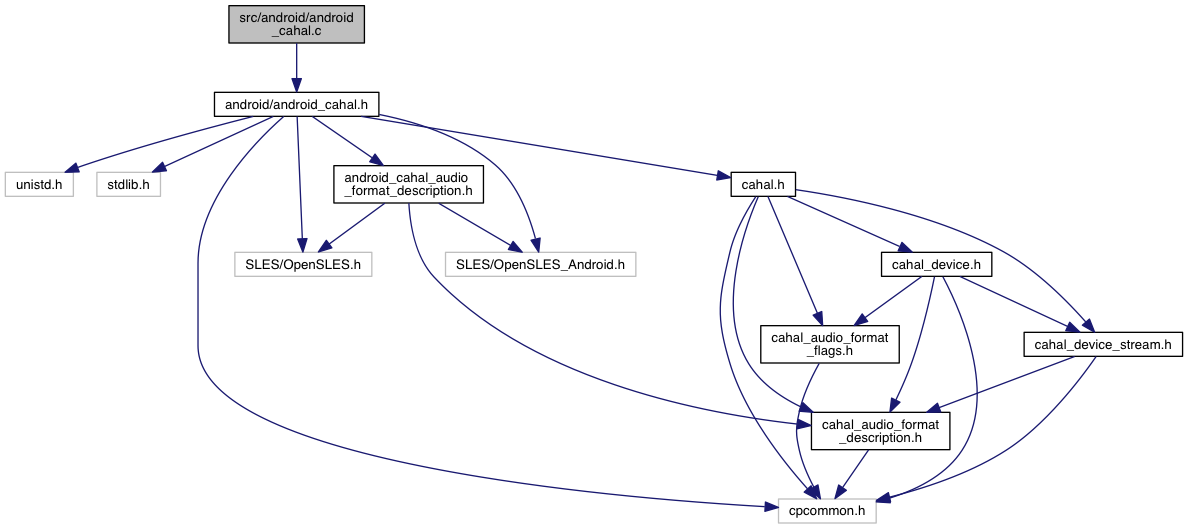 src/android/android
_cahal.c
android/android_cahal.h
unistd.h
stdlib.h
android_cahal_audio
_format_description.h
cahal.h
SLES/OpenSLES.h
SLES/OpenSLES_Android.h
cahal_device.h
cahal_audio_format
_flags.h
cahal_device_stream.h
cahal_audio_format
_description.h
cpcommon.h